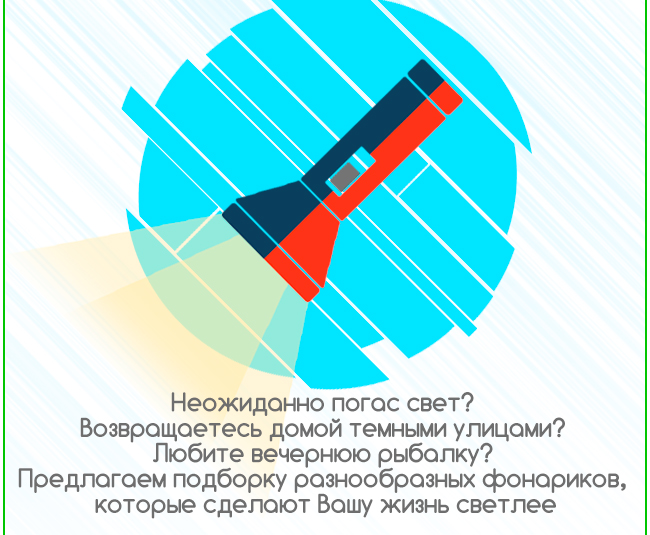 Неожиданно погас свет?
Возвращаетесь домой темными улицами?
Любите вечернюю рыбалку?
Предлагаем подборку разнообразных фонариков,
которые сделают Вашу жизнь светлее